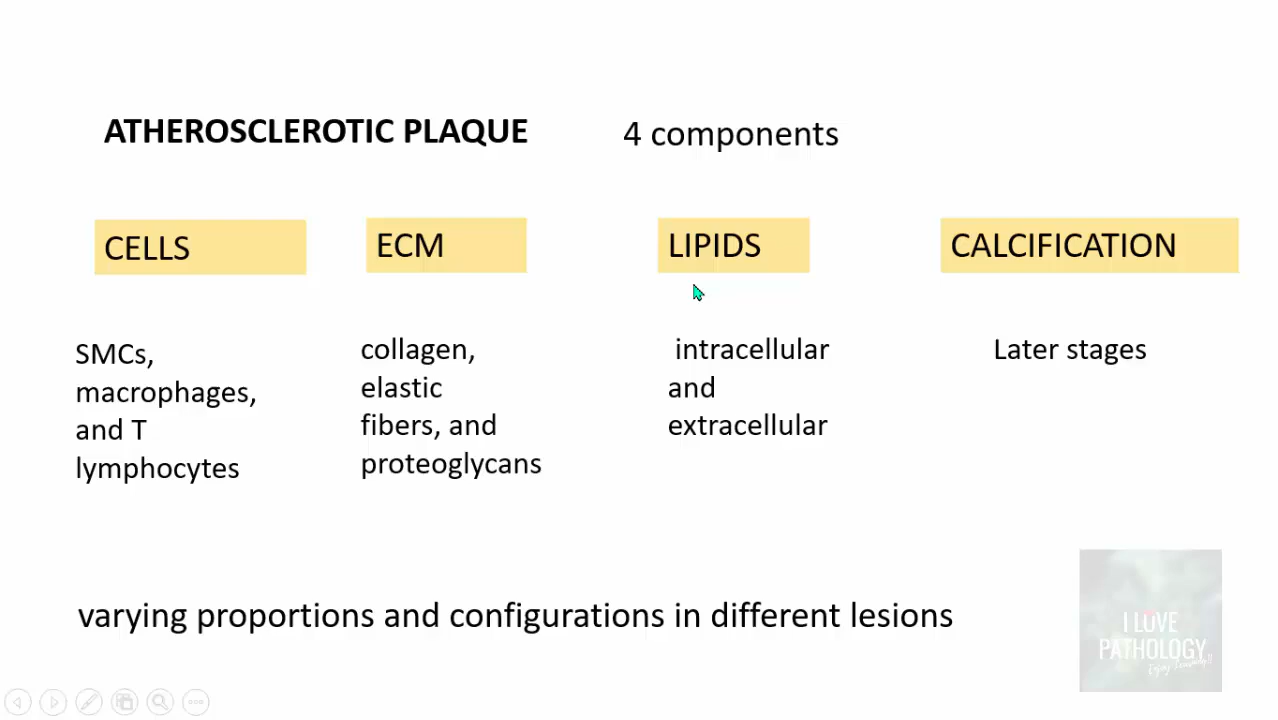 ATHEROSCLEROTIC PLAQUE 4 components
CELLS
ECM
LIPIDS
CALCIFICATION
SMCs,
macrophages,
and T
lymphocytes
collagen,
elastic
fibers, and
proteoglycans
intracellular
and
extracellular
Later stages
varying proportions and configurations in different lesions
I LOVE
PATHOLOGY